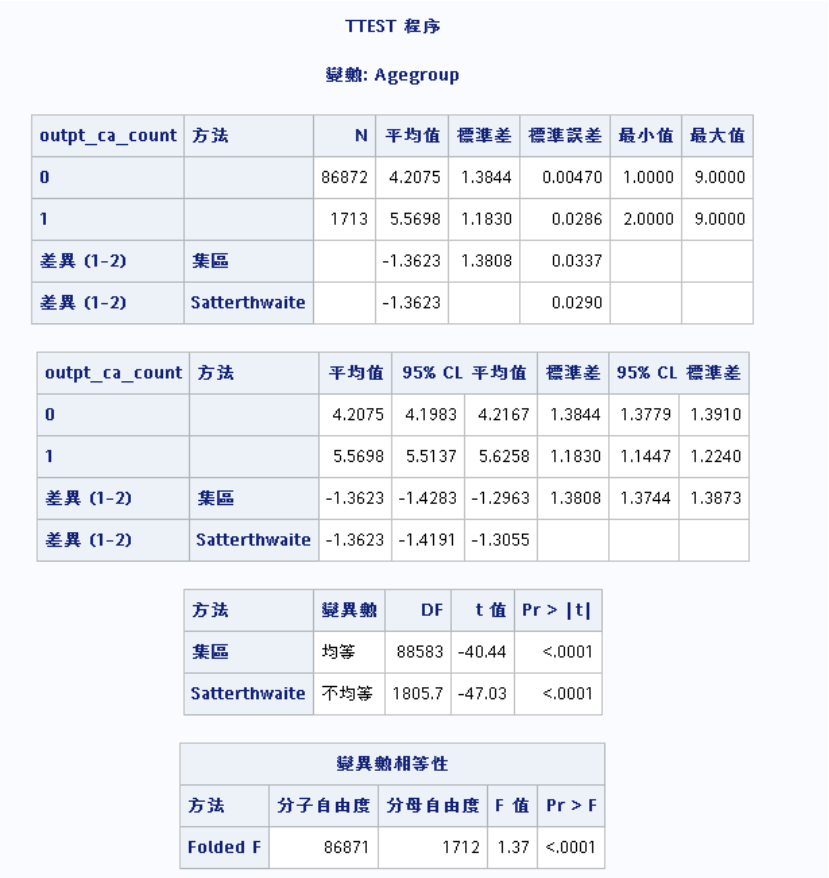 TTEST 程序
變數: Agegroup
outpt_ca_count 方法 N 平均值 標準差 標準誤差 最小值 最大值
0 86872 4.2075 1.3844 0.00470 1.0000 9.0000
1 1713 5.5698 1.1830 0.0286 2.0000 9.0000
差異 (1-2) 集區 -1.3623 1.3808 0.0337
差異 (1-2) Satterthwaite -1.3623 0.0290
outpt_ca_count 方法 平均值 95% CL 平均值 標準差 95% CL 標準差
0 4.2075 4.1983 4.2167 1.3844 1.3779 1.3910
1 5.5698 5.5137 5.6258 1.1830 1.1447 1.2240
差異 (1-2) 集區 -1.3623 -1.4283 -1.2963 1.3808 1.3744 1.3873
差異 (1-2) Satterthwaite -1.3623 -1.4191 -1.3055
方法 變異數 DF t 值 Pr > |t|
集區 均等 88583 -40.44 <.0001
Satterthwaite 不均等 1805.7 -47.03 <.0001
變異數相等性
方法 分子自由度 分母自由度 F 值 Pr > F
Folded F 86871 1712 1.37 <.0001